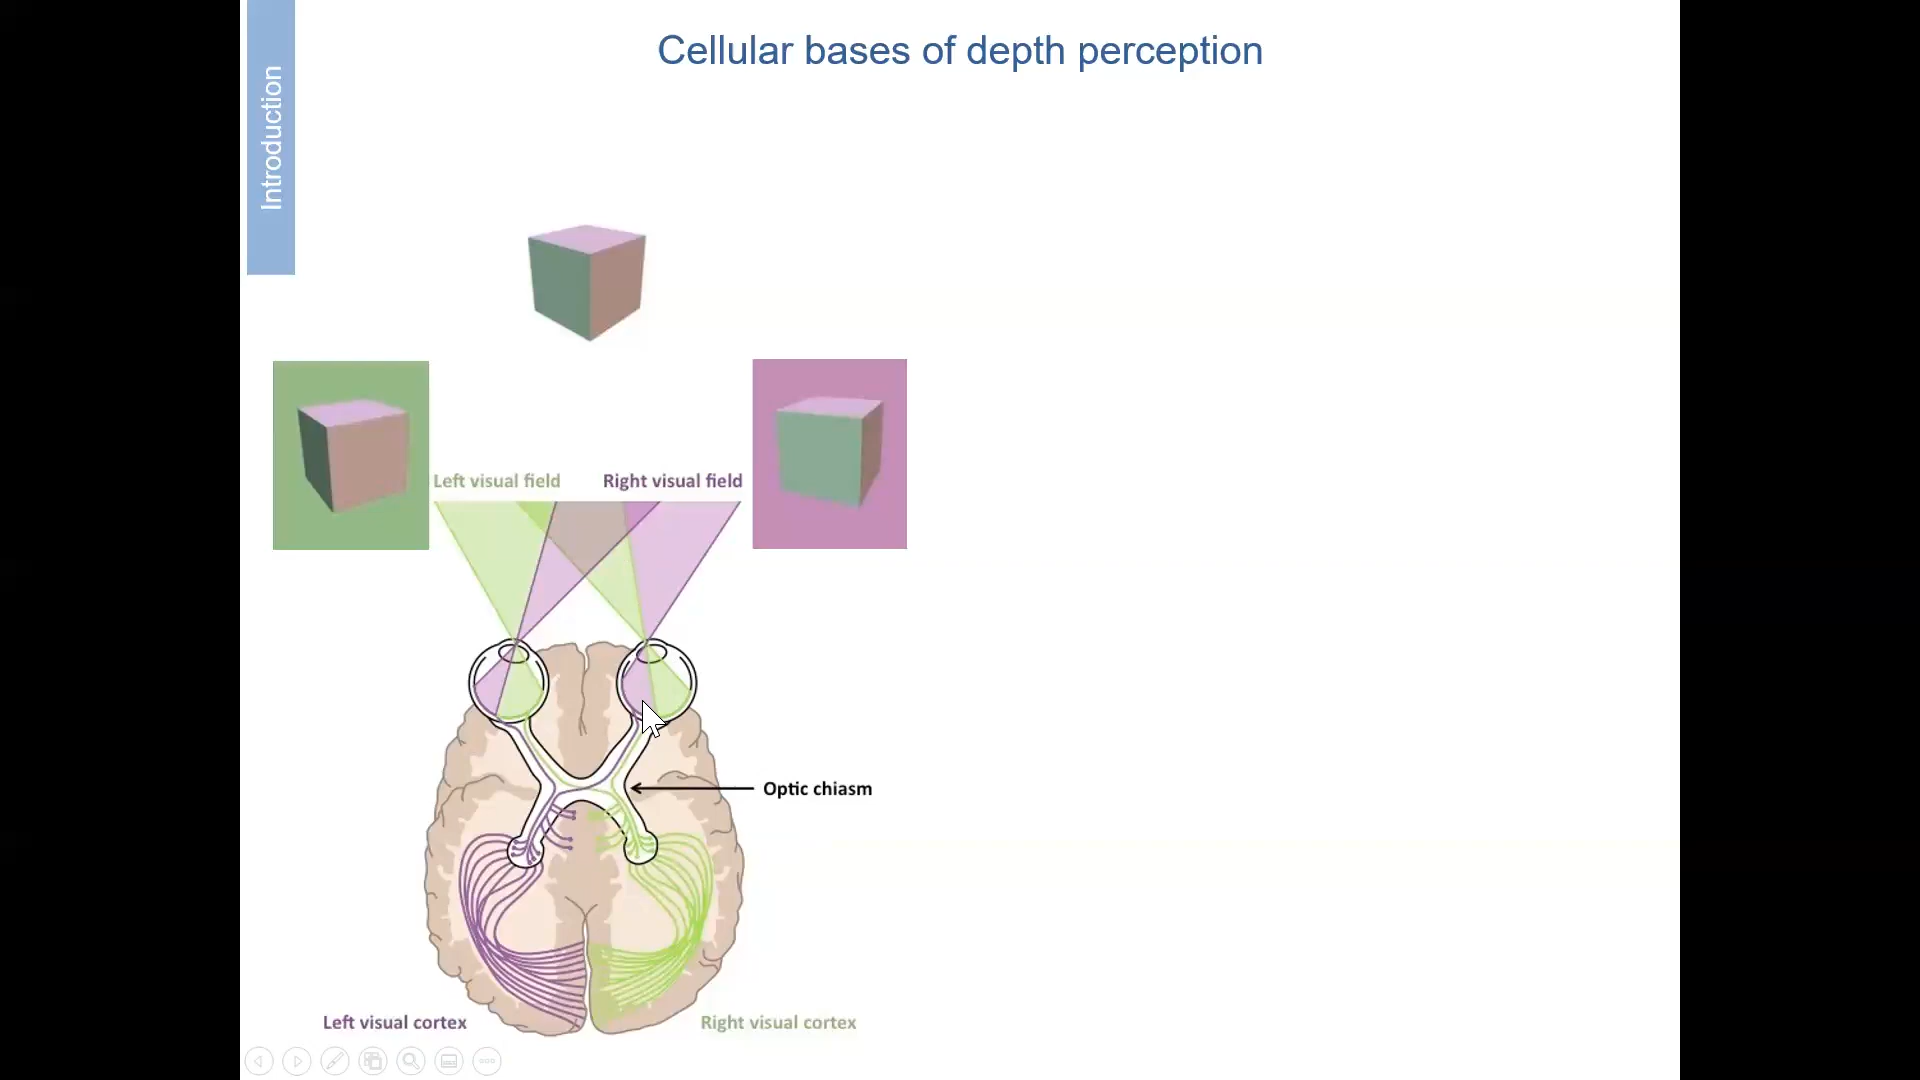 Cellular bases of depth perception
Introduction
Left visual field
Right visual field
Optic chiasm
Left visual cortex
Right visual cortex